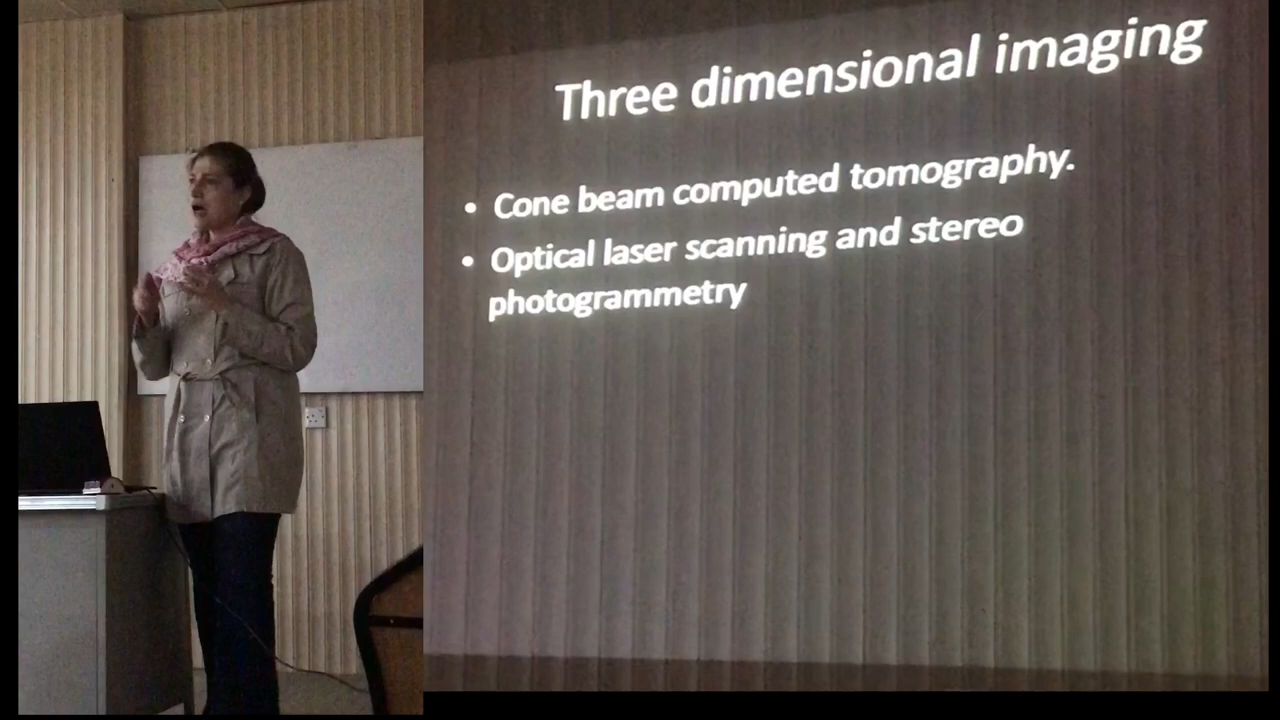 Three dimensional imaging
• Cone beam computed tomography.
• Optical laser scanning and stereo
photogrammetry